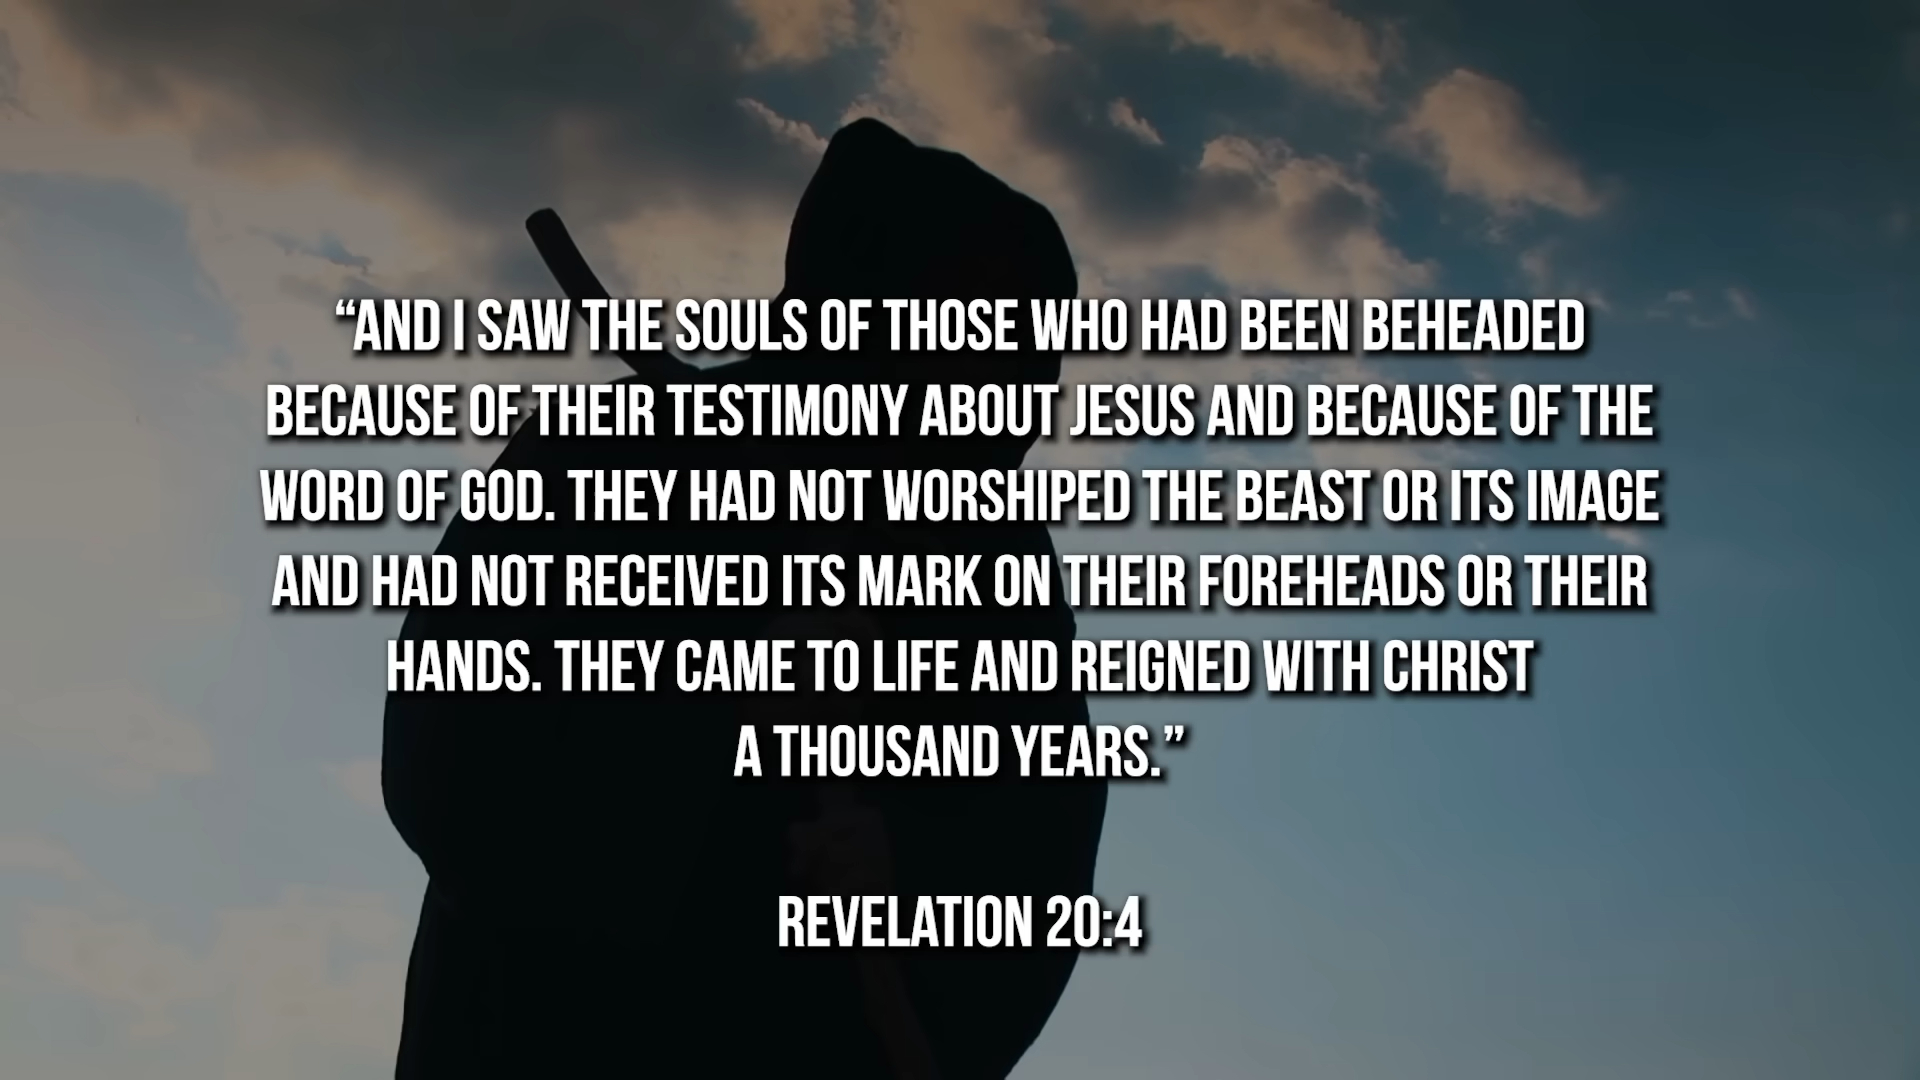 “AND I SAW THE SOULS OF THOSE WHO HAD BEEN BEHEADED
BECAUSE OF THEIR TESTIMONY ABOUT JESUS AND BECAUSE OF THE
WORD OF GOD. THEY HAD NOT WORSHIPED THE BEAST OR ITS IMAGE
AND HAD NOT RECEIVED ITS MARK ON THEIR FOREHEADS OR THEIR
HANDS. THEY CAME TO LIFE AND REIGNED WITH CHRIST
A THOUSAND YEARS.”
REVELATION 20:4